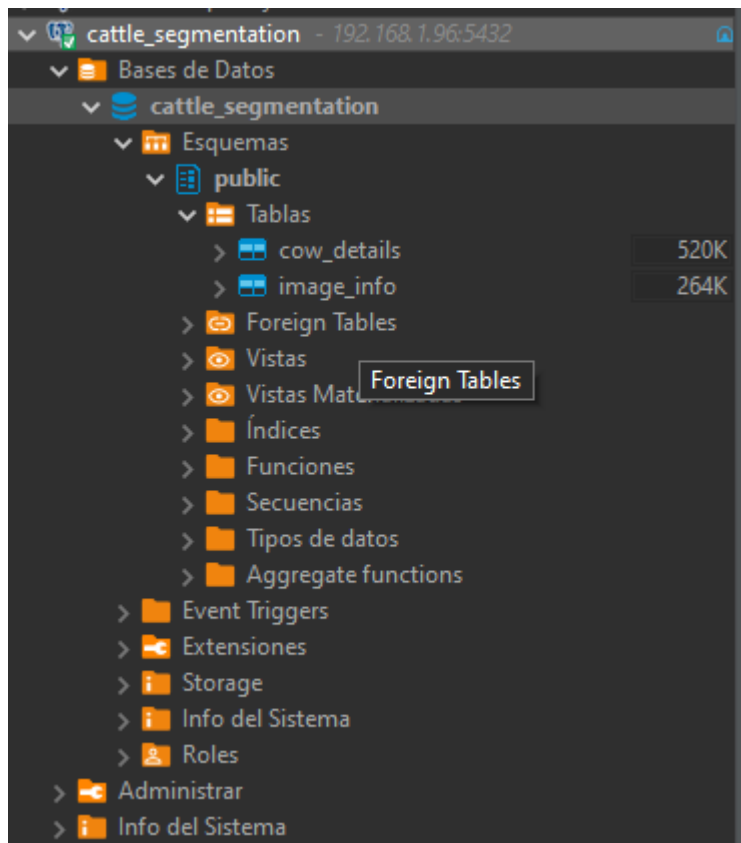 cattle_segmentation - 192.168.1.96:5432
Bases de Datos
cattle_segmentation
Esquemas
public
Tablas
cow_details 520K
image_info 264K
Foreign Tables
Vistas
Foreign Tables
Vistas
Índices
Funciones
Secuencias
Tipos de datos
Aggregate functions
Event Triggers
Extensiones
Storage
Info del Sistema
Roles
Administrar
Info del Sistema